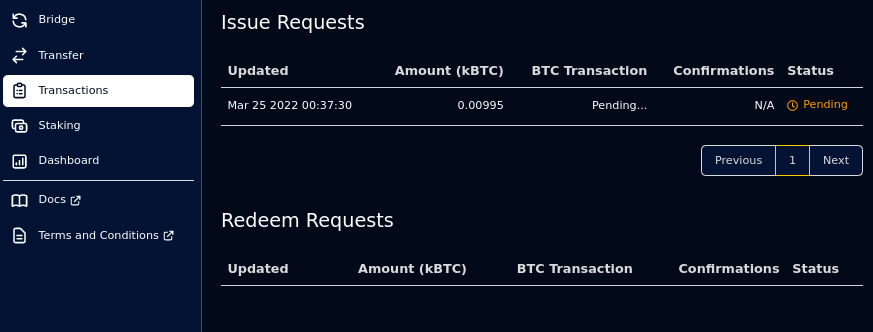 Bridge
Transfer
Transactions
Staking
Dashboard
Docs
Terms and Conditions
Issue Requests
Updated Amount (kBTC) BTC Transaction Confirmations Status
Mar 25 2022 00:37:30 0.00995 Pending... N/A Pending
Previous 1 Next
Redeem Requests
Updated Amount (kBTC) BTC Transaction Confirmations Status